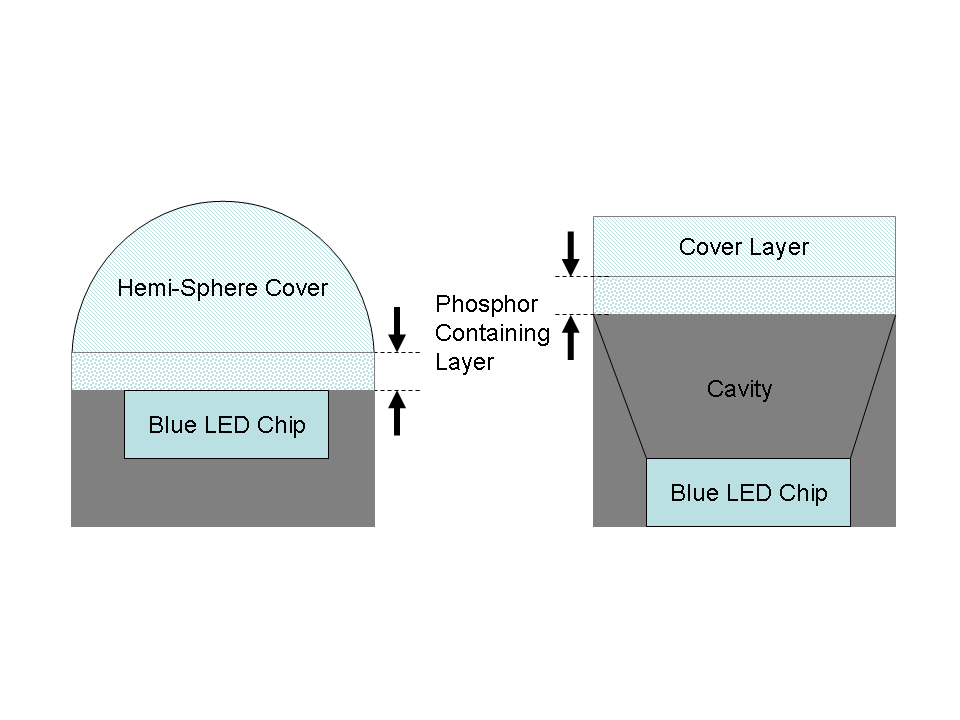 Hemi-Sphere Cover
Blue LED Chip
Phosphor
Containing
Layer
Cover Layer
Cavity
Blue LED Chip